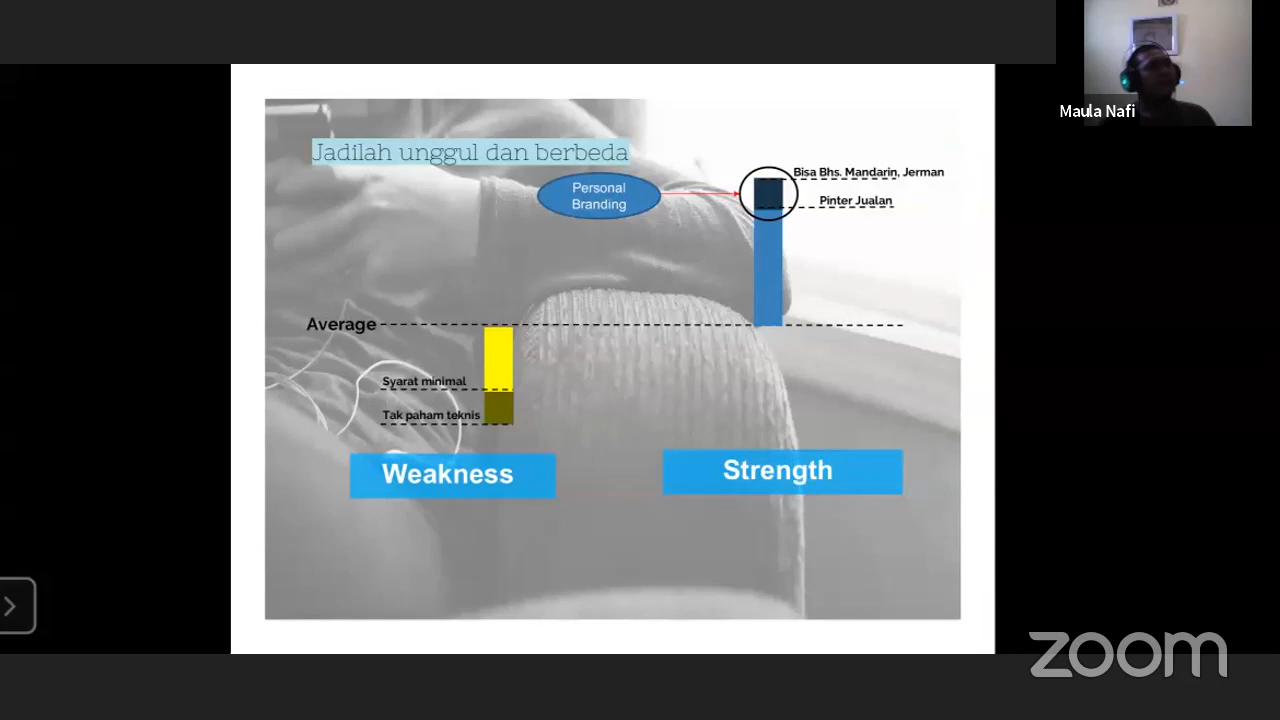 Maula Nafi
Jadilah unggul dan berbeda
Personal
Branding
Bisa Bhs. Mandarin, Jerman
Pinter Jualan
Average
Syarat minimal
Tak paham teknis
Weakness
Strength
zoom